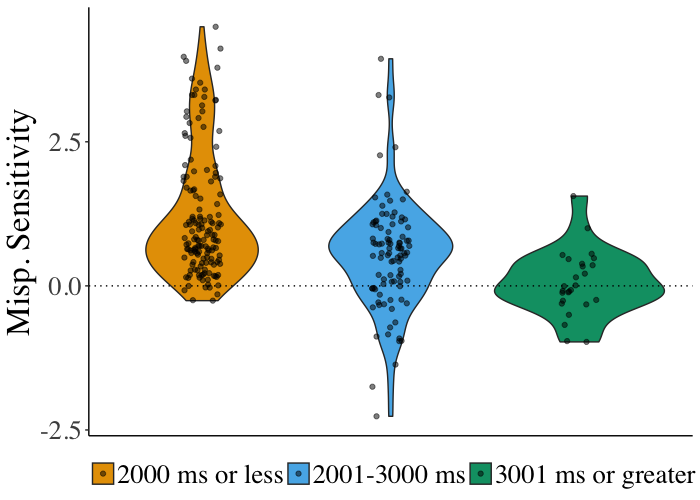 Misp. Sensitivity
2.5
0.0
-2.5
2000 ms or less
2001-3000 ms
3001 ms or greater